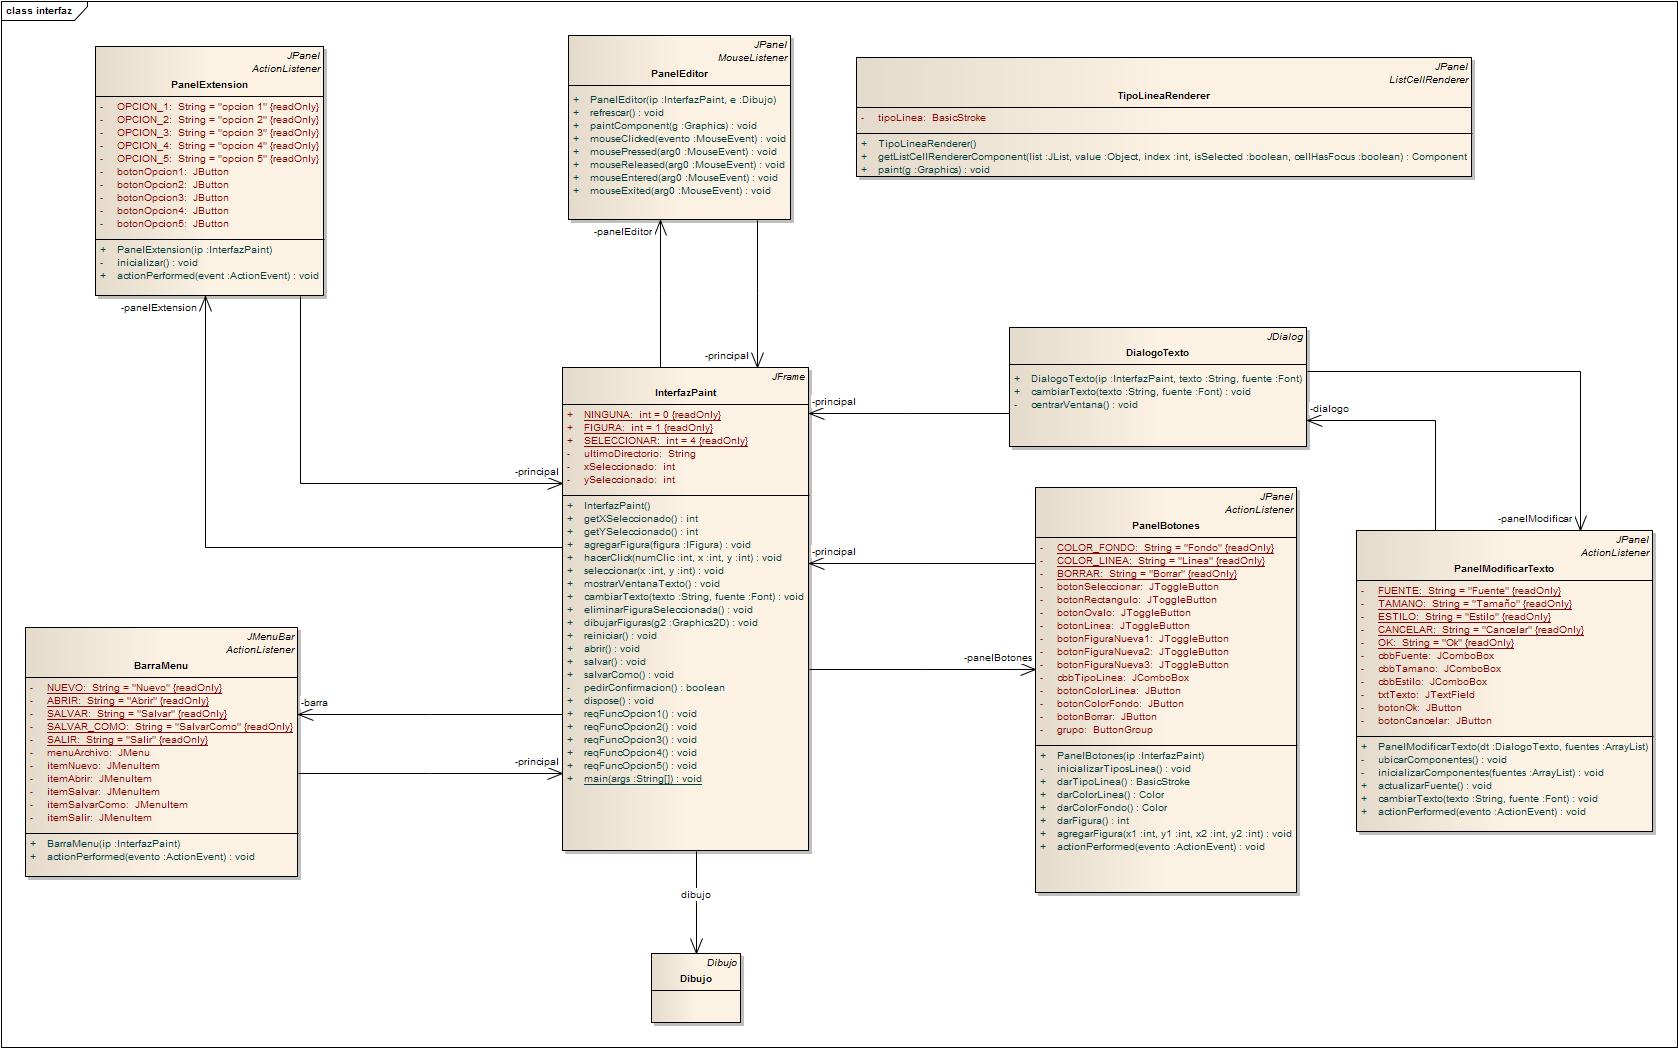 class interfaz
JPanel
ActionListener
PanelExtension
- OPCION_1: String = "opcion 1" {readOnly}
- OPCION_2: String = "opcion 2" {readOnly}
- OPCION_3: String = "opcion 3" {readOnly}
- OPCION_4: String = "opcion 4" {readOnly}
- OPCION_5: String = "opcion 5" {readOnly}
- botonOpcion1: JButton
- botonOpcion2: JButton
- botonOpcion3: JButton
- botonOpcion4: JButton
- botonOpcion5: JButton
+ PanelExtension(ip :InterfazPaint)
- inicializar() : void
+ actionPerformed(event :ActionEvent) : void
-panelExtension
JPanel
MouseListener
PanelEditor
+ PanelEditor(ip :InterfazPaint, e :Dibujo)
+ refrescar() : void
+ paintComponent(g :Graphics) : void
+ mouseClicked(evento :MouseEvent) : void
+ mousePressed(arg0 :MouseEvent) : void
+ mouseReleased(arg0 :MouseEvent) : void
+ mouseEntered(arg0 :MouseEvent) : void
+ mouseExited(arg0 :MouseEvent) : void
-panelEditor
-principal
JPanel
ListCellRenderer
TipoLineaRenderer
- tipoLinea: BasicStroke
+ TipoLineaRenderer()
+ getListCellRendererComponent(list :JList, value :Object, index :int, isSelected :boolean, cellHasFocus :boolean) : Component
+ paint(g :Graphics) : void
JDialog
DialogoTexto
+ DialogoTexto(ip :InterfazPaint, texto :String, fuente :Font)
+ cambiarTexto(texto :String, fuente :Font) : void
- centrarVentana() : void
-principal
-dialogo
-panelModificar
JFrame
InterfazPaint
+ NINGUNA: int = 0 {readOnly}
+ FIGURA: int = 1 {readOnly}
+ SELECCIONAR: int = 4 {readOnly}
- ultimoDirectorio: String
- xSeleccionado: int
- ySeleccionado: int
+ InterfazPaint()
+ getXSeleccionado() : int
+ getYSeleccionado() : int
+ agregarFigura(figura :IFigura) : void
+ hacerClick(numClic :int, x :int, y :int) : void
+ seleccionar(x :int, y :int) : void
+ mostrarVentanaTexto() : void
+ cambiarTexto(texto :String, fuente :Font) : void
+ eliminarFiguraSeleccionada() : void
+ dibujarFiguras(g2 :Graphics2D) : void
+ reiniciar() : void
+ abrir() : void
+ salvar() : void
+ salvarComo() : void
- pedirConfirmacion() : boolean
+ dispose() : void
+ reqFuncOpcion1() : void
+ reqFuncOpcion2() : void
+ reqFuncOpcion3() : void
+ reqFuncOpcion4() : void
+ reqFuncOpcion5() : void
+ main(args :String[]) : void
-principal
-principal
-panelBotones
-barra
-principal
dibujo
JPanel
ActionListener
PanelBotones
- COLOR_FONDO: String = "Fondo" {readOnly}
- COLOR_LINEA: String = "Linea" {readOnly}
- BORRAR: String = "Borrar" {readOnly}
- botonSeleccionar: JToggleButton
- botonRectangulo: JToggleButton
- botonOvalo: JToggleButton
- botonLinea: JToggleButton
- botonFiguraNueva1: JToggleButton
- botonFiguraNueva2: JToggleButton
- botonFiguraNueva3: JToggleButton
- cbbTipoLinea: JComboBox
- botonColorLinea: JButton
- botonColorFondo: JButton
- botonBorrar: JButton
- grupo: ButtonGroup
+ PanelBotones(ip :InterfazPaint)
- inicializarTiposLinea() : void
+ darTipoLinea() : BasicStroke
+ darColorLinea() : Color
+ darColorFondo() : Color
+ darFigura() : int
+ agregarFigura(x1 :int, y1 :int, x2 :int, y2 :int) : void
+ actionPerformed(evento :ActionEvent) : void
JPanel
ActionListener
PanelModificarTexto
- FUENTE: String = "Fuente" {readOnly}
- TAMANO: String = "Tamaño" {readOnly}
- ESTILO: String = "Estilo" {readOnly}
- CANCELAR: String = "Cancelar" {readOnly}
- OK: String = "Ok" {readOnly}
- cbbFuente: JComboBox
- cbbTamano: JComboBox
- cbbEstilo: JComboBox
- txtTexto: JTextField
- botonOk: JButton
- botonCancelar: JButton
+ PanelModificarTexto(dt :DialogoTexto, fuentes :ArrayList)
- ubicarComponentes() : void
- inicializarComponentes(fuentes :ArrayList) : void
+ actualizarFuente() : void
+ cambiarTexto(texto :String, fuente :Font) : void
+ actionPerformed(evento :ActionEvent) : void
JMenuBar
ActionListener
BarraMenu
- NUEVO: String = "Nuevo" {readOnly}
- ABRIR: String = "Abrir" {readOnly}
- SALVAR: String = "Salvar" {readOnly}
- SALVAR_COMO: String = "SalvarComo" {readOnly}
- SALIR: String = "Salir" {readOnly}
- menuArchivo: JMenu
- itemNuevo: JMenuItem
- itemAbrir: JMenuItem
- itemSalvar: JMenuItem
- itemSalvarComo: JMenuItem
- itemSalir: JMenuItem
+ BarraMenu(ip :InterfazPaint)
+ actionPerformed(evento :ActionEvent) : void
Dibujo
Dibujo